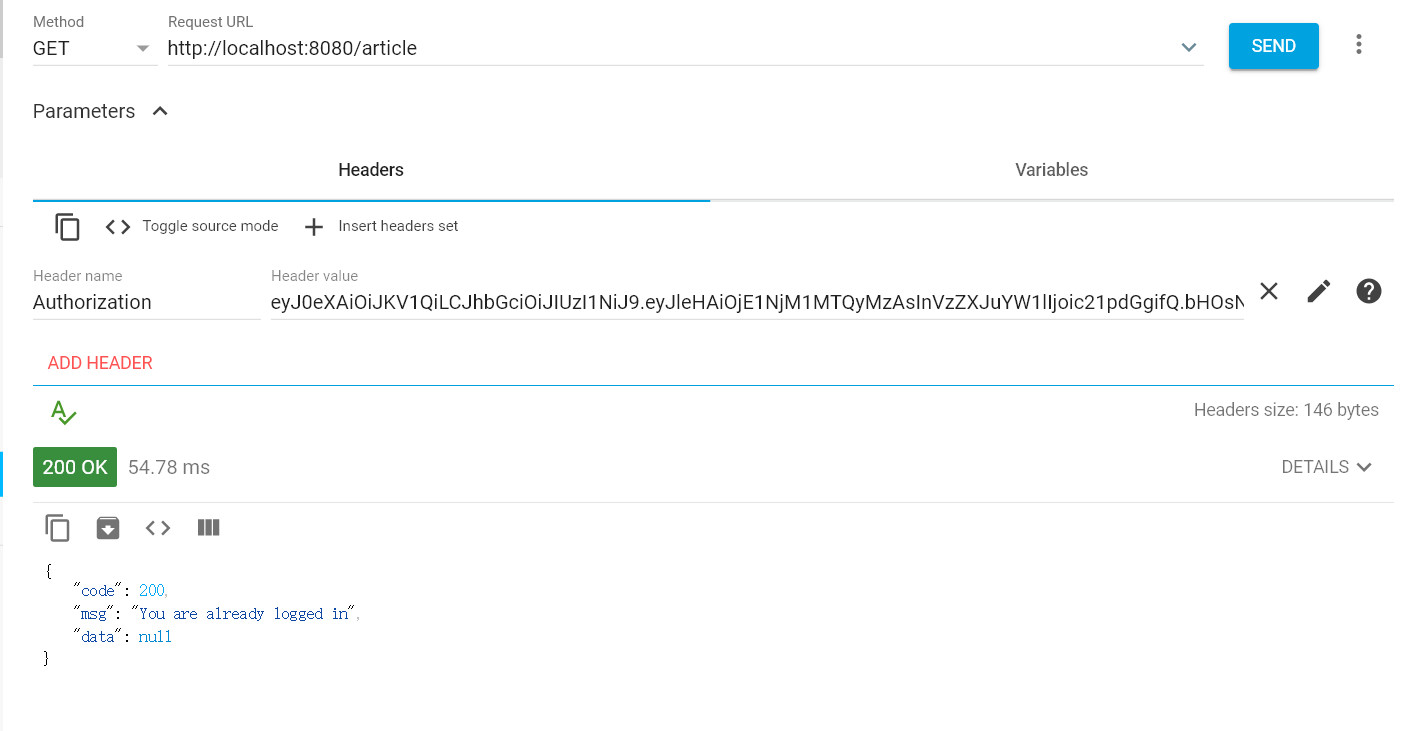 Method
Request URL
GET
http://localhost:8080/article
SEND
Parameters
Headers
Variables
Toggle source mode
Insert headers set
Header name
Header value
Authorization
eyJ0eXAiOiJKV1QiLCJhbGciOiJIUzI1NiJ9.eyJleHAiOjE1NjM1MTQyMzAsInVzZXJuYW1lIjoic21pdGgifQ.bHOsN
ADD HEADER
Headers size: 146 bytes
200 OK
54.78 ms
DETAILS
{
"code": 200,
"msg": "You are already logged in",
"data": null
}